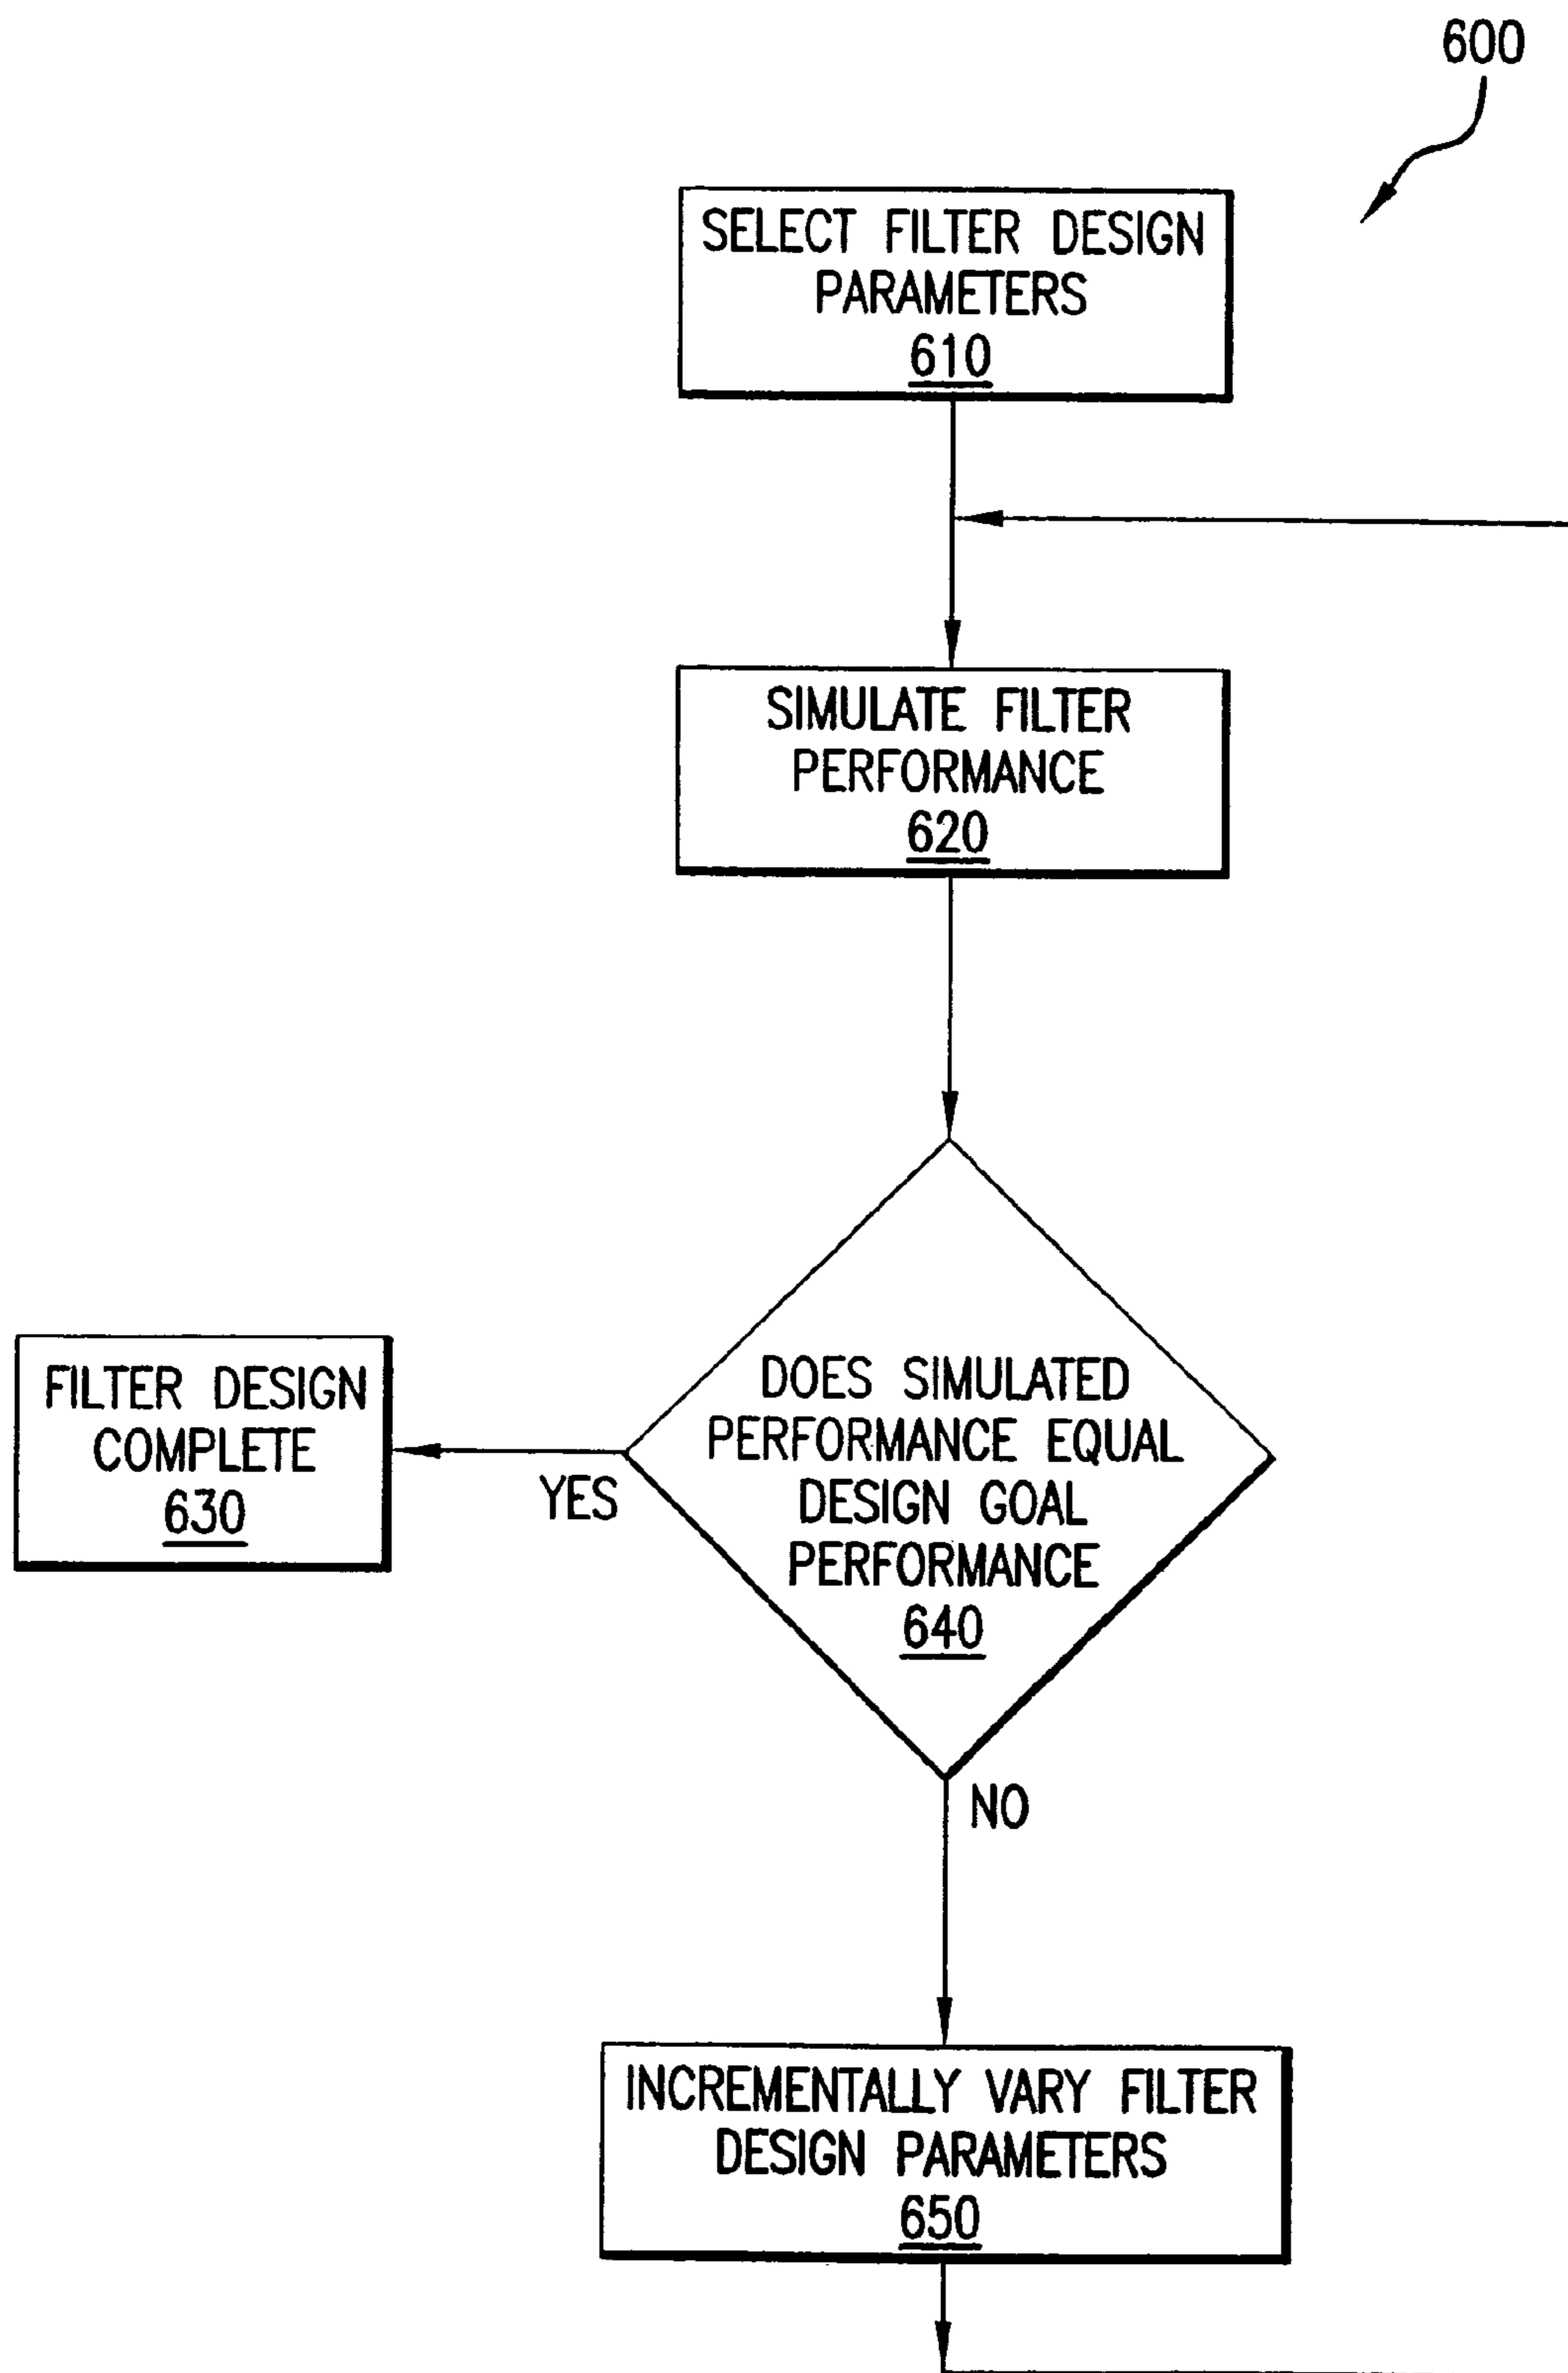 600
SELECT FILTER DESIGN
PARAMETERS
610
SIMULATE FILTER
PERFORMANCE
620
DOES SIMULATED
PERFORMANCE EQUAL
DESIGN GOAL
PERFORMANCE
640
YES
FILTER DESIGN
COMPLETE
630
NO
INCREMENTALLY VARY FILTER
DESIGN PARAMETERS
650